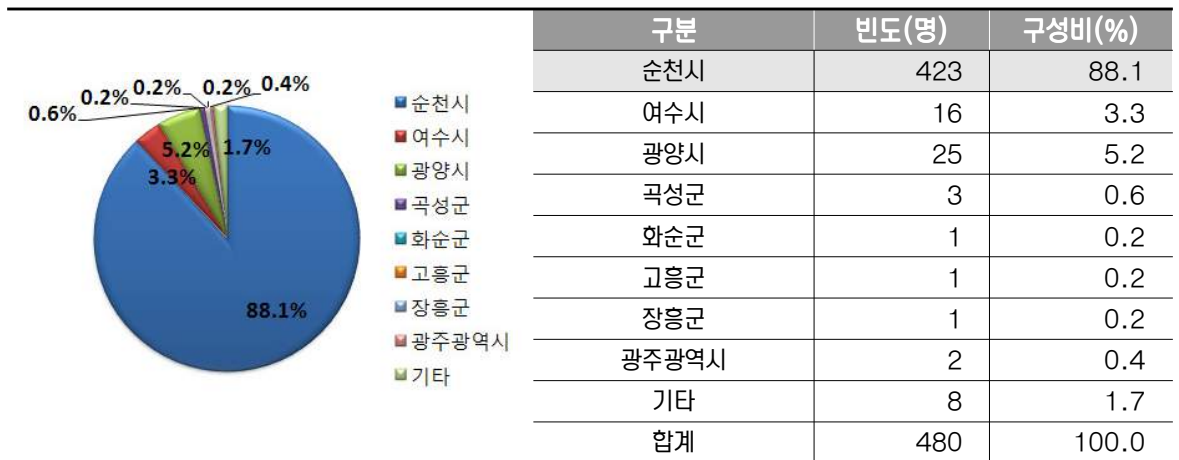 0.6%
0.2%
0.2%
0.2%
0.4%
5.2%
1.7%
3.3%
88.1%
순천시
여수시
광양시
곡성군
화순군
고흥군
장흥군
광주광역시
기타
구분 빈도(명) 구성비(%)
순천시 423 88.1
여수시 16 3.3
광양시 25 5.2
곡성군 3 0.6
화순군 1 0.2
고흥군 1 0.2
장흥군 1 0.2
광주광역시 2 0.4
기타 8 1.7
합계 480 100.0